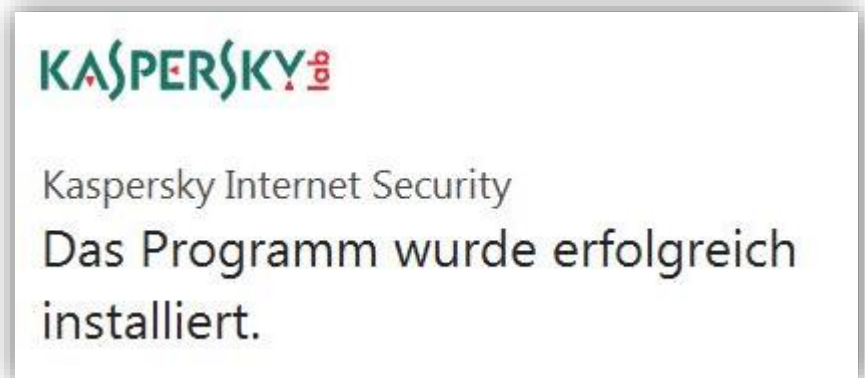 KASPERSKY lab
Kaspersky Internet Security
Das Programm wurde erfolgreich
installiert.